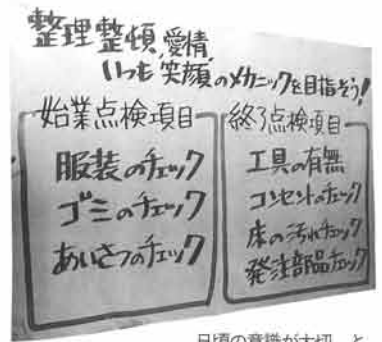 整理整頓、愛情、
いつも笑顔のメカニックを目指そう!
始業点検項目
服装のチェック
ゴミのチェック
あいさつのチェック
終了点検項目
工具の有無
コンセントのチェック
床の汚れチェック
発注部品チェック
日頃の意識が大切 と